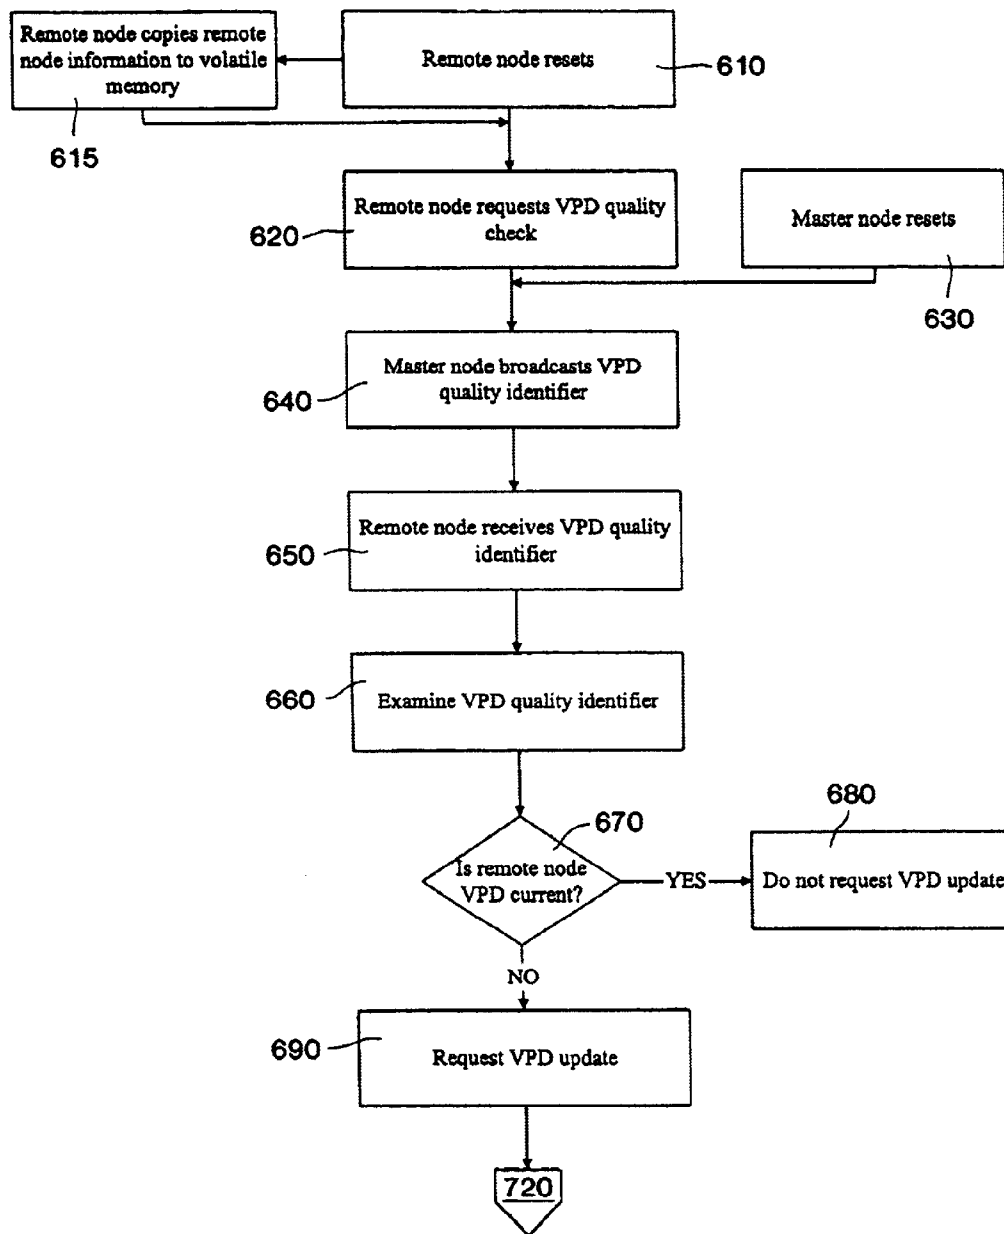 Remote node copies remote
node information to volatile
memory
Remote node resets
610
615
Remote node requests VPD quality
check
620
Master node resets
630
Master node broadcasts VPD
quality identifier
640
Remote node receives VPD quality
identifier
650
Examine VPD quality identifier
660
670
Is remote node
VPD current?
YES
680
Do not request VPD update
NO
690
Request VPD update
720